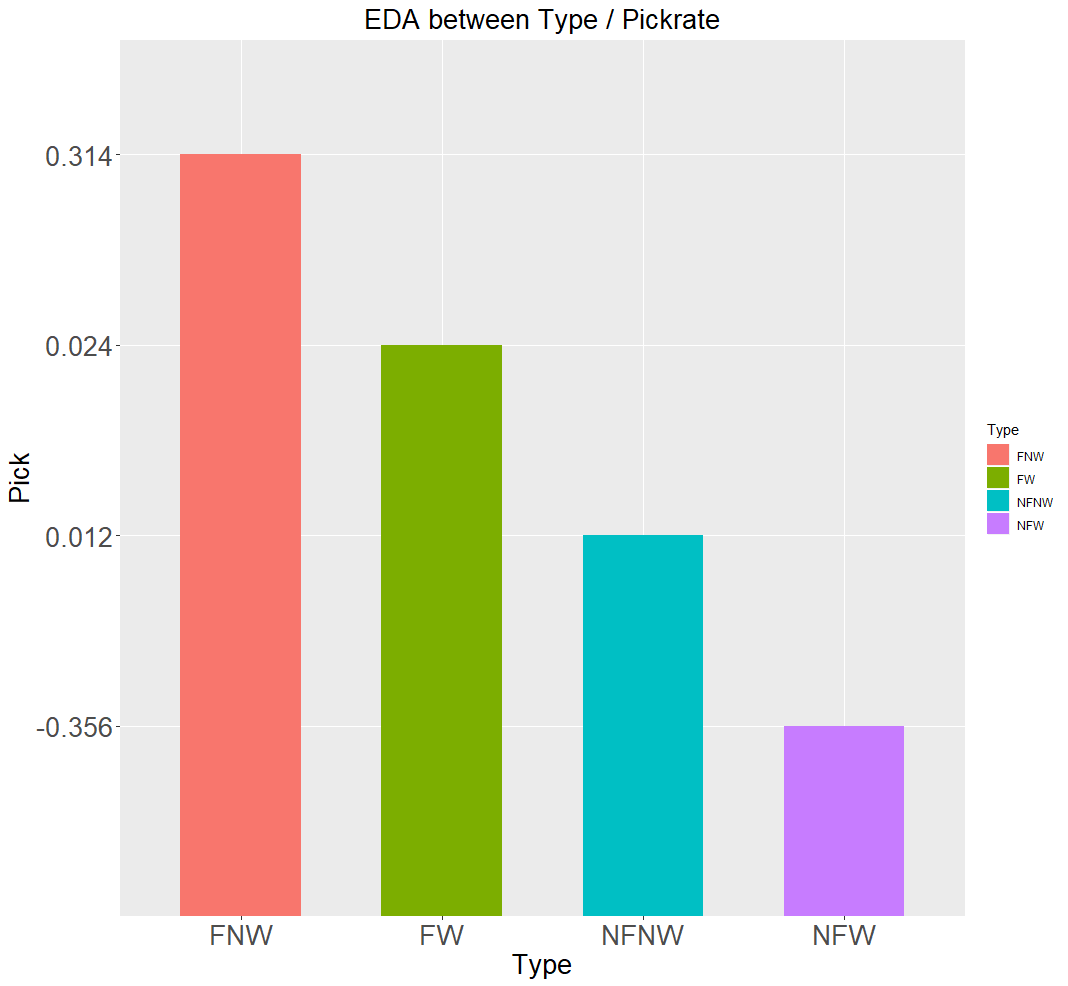 EDA between Type / Pickrate
Pick
0.314
0.024
0.012
-0.356
FNW FW NFNW NFW
Type
Type
FNW
FW
NFNW
NFW